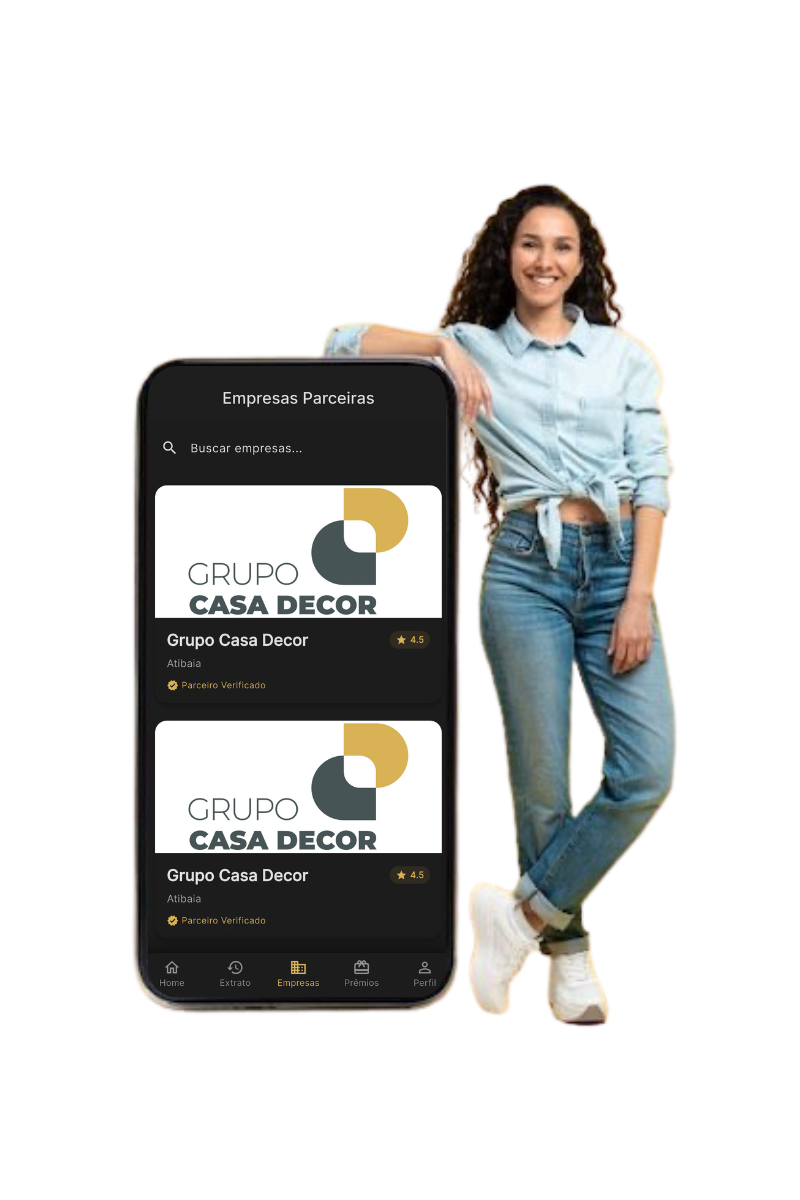 Empresas Parceiras
Buscar empresas...
GRUPO
CASA DECOR
Grupo Casa Decor
4.5
Atibaia
Parceiro Verificado
GRUPO
CASA DECOR
Grupo Casa Decor
4.5
Atibaia
Parceiro Verificado
Home
Extrato
Empresas
Prêmios
Perfil